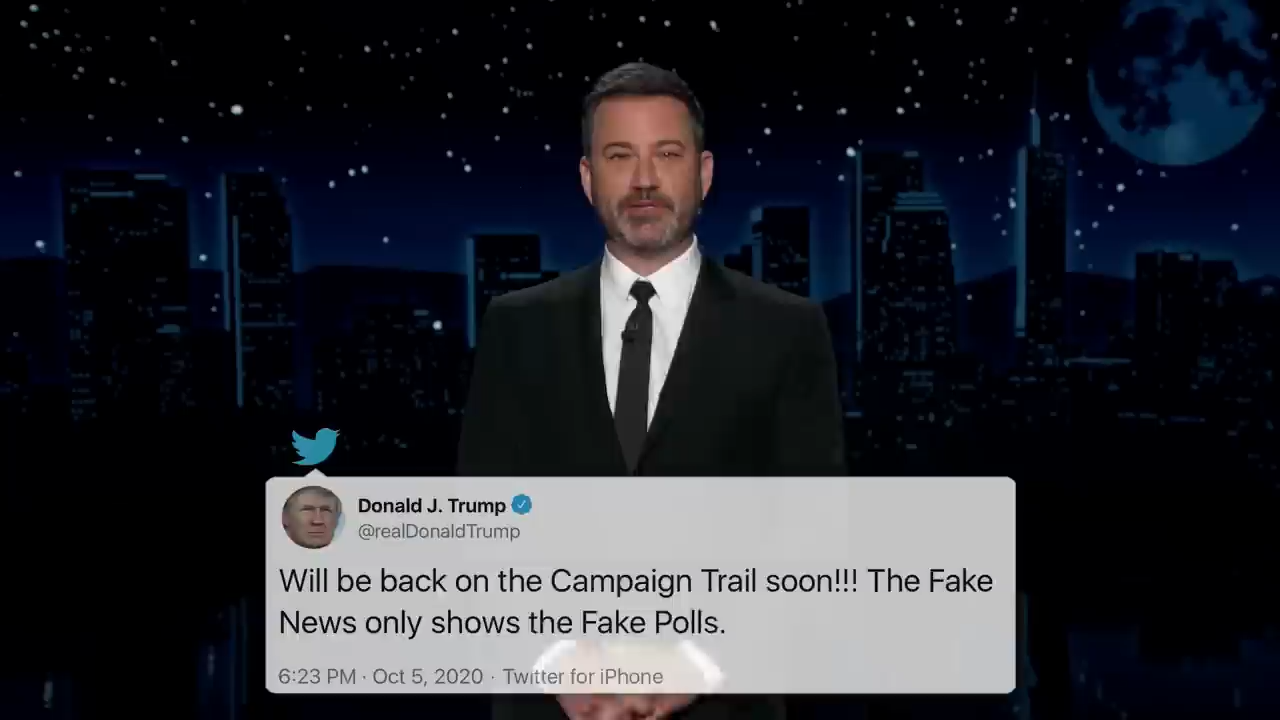 Donald J. Trump
@realDonaldTrump
Will be back on the Campaign Trail soon!!! The Fake
News only shows the Fake Polls.
6:23 PM · Oct 5, 2020 · Twitter for iPhone